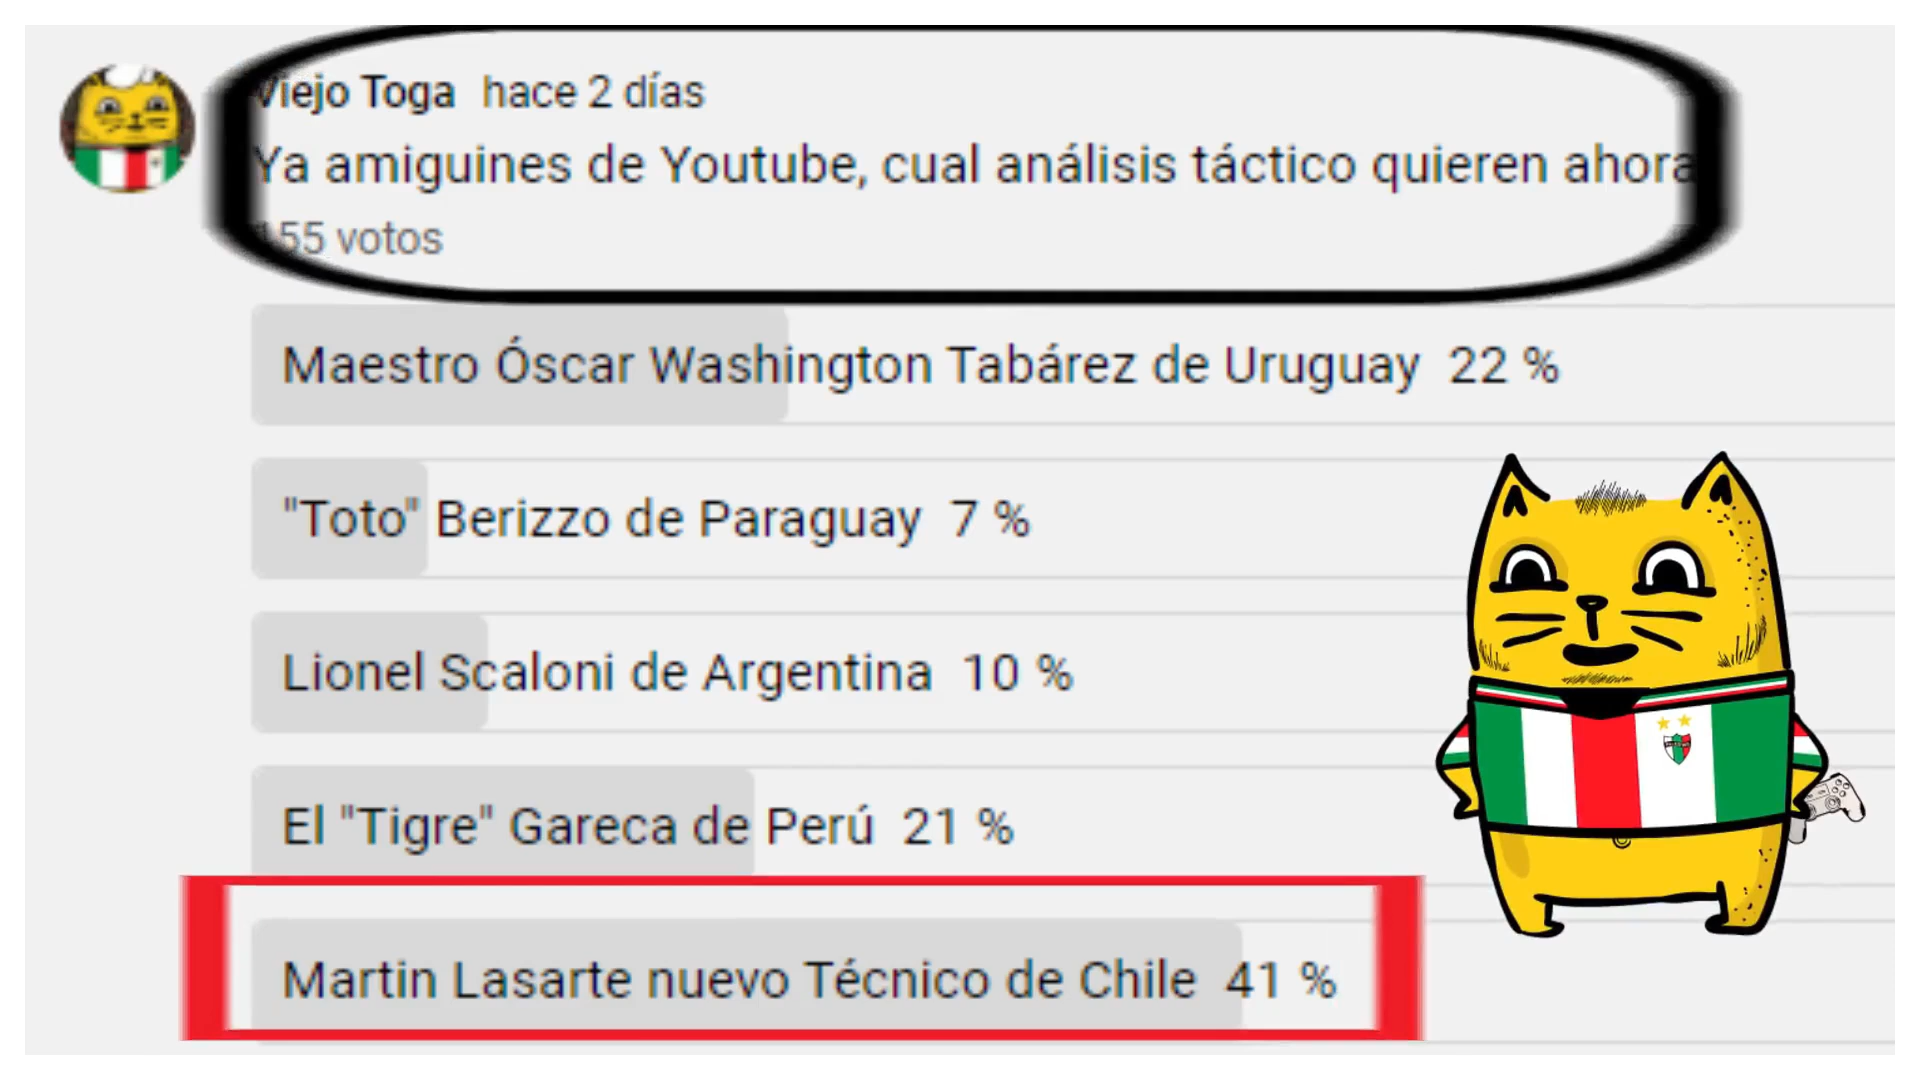 Viejo Toga hace 2 días
Ya amiguines de Youtube, cual análisis táctico quieren ahora
155 votos
Maestro Óscar Washington Tabárez de Uruguay 22 %
"Toto" Berizzo de Paraguay 7 %
Lionel Scaloni de Argentina 10 %
El "Tigre" Gareca de Perú 21 %
Martin Lasarte nuevo Técnico de Chile 41 %